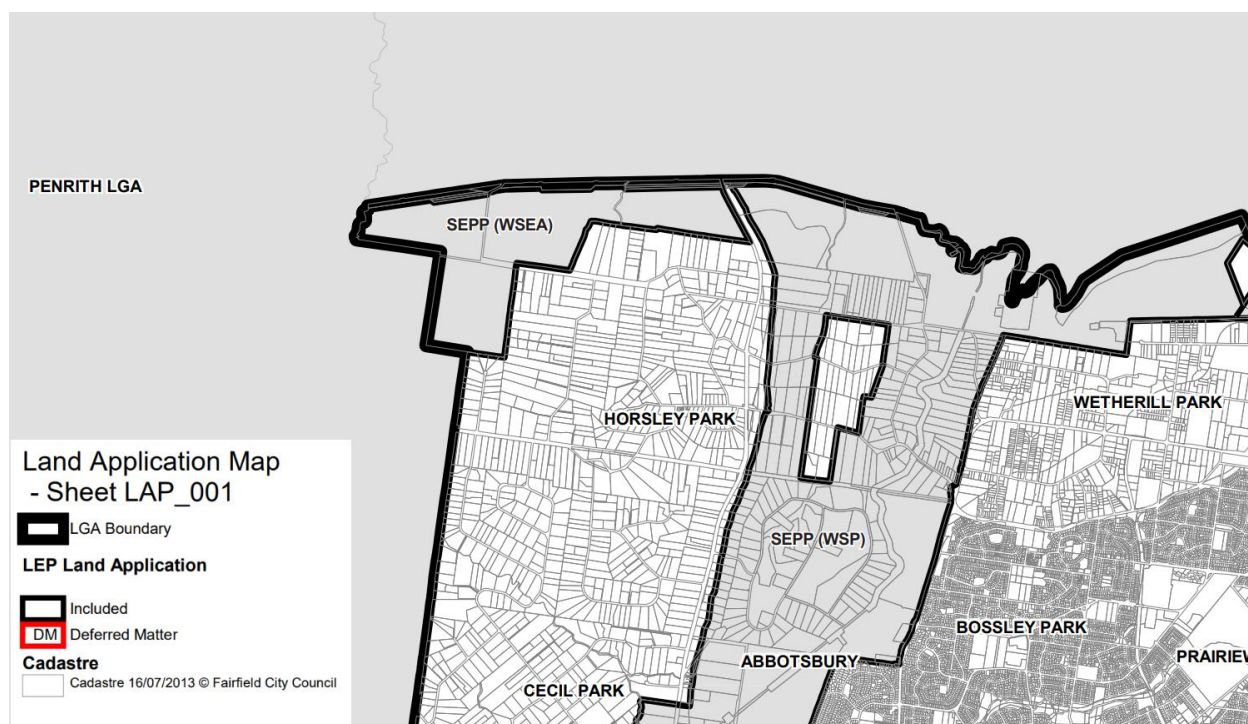 PENRITH LGA
SEPP (WSEA)
HORSLEY PARK
WETHERILL PARK
SEPP (WSP)
BOSSLEY PARK
ABBOTSBURY
PRAIRIEW
CECIL PARK
Land Application Map
- Sheet LAP_001
LGA Boundary
LEP Land Application
Included
DM Deferred Matter
Cadastre
Cadastre 16/07/2013 © Fairfield City Council